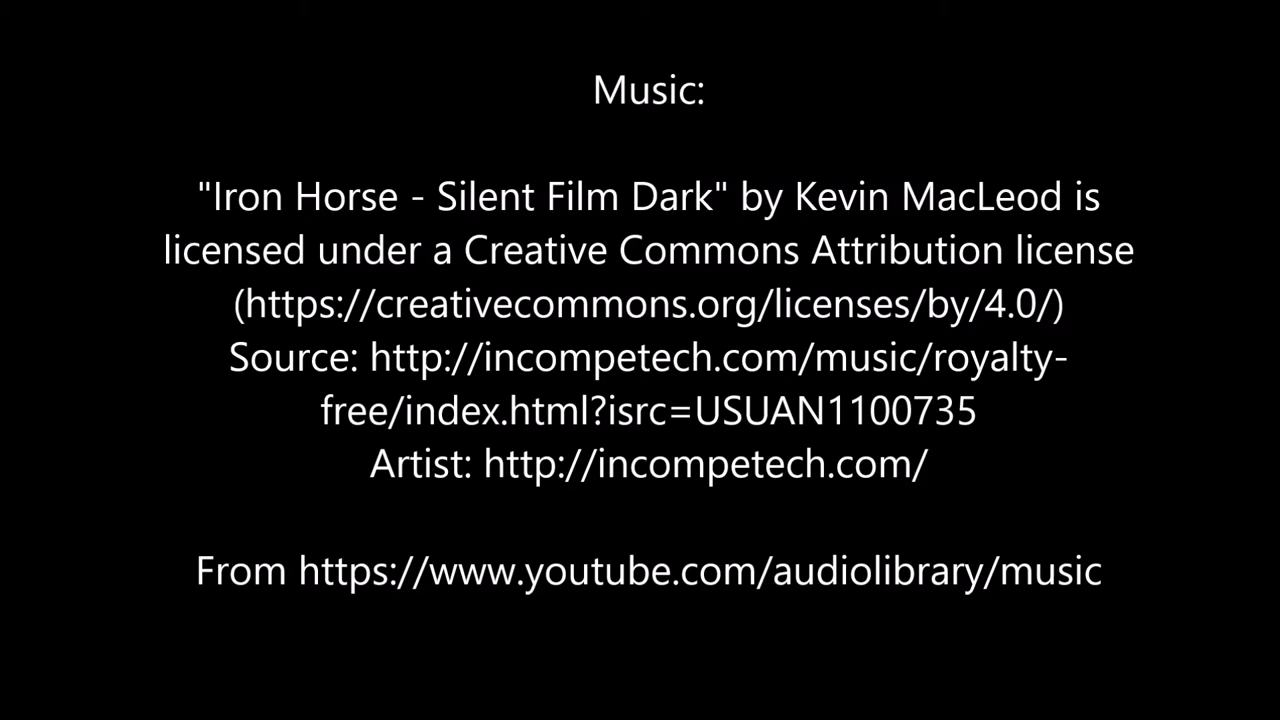 Music:
"Iron Horse - Silent Film Dark" by Kevin MacLeod is
licensed under a Creative Commons Attribution license
(https://creativecommons.org/licenses/by/4.0/)
Source: http://incompetech.com/music/royalty-
free/index.html?isrc=USUAN1100735
Artist: http://incompetech.com/
From https://www.youtube.com/audiolibrary/music